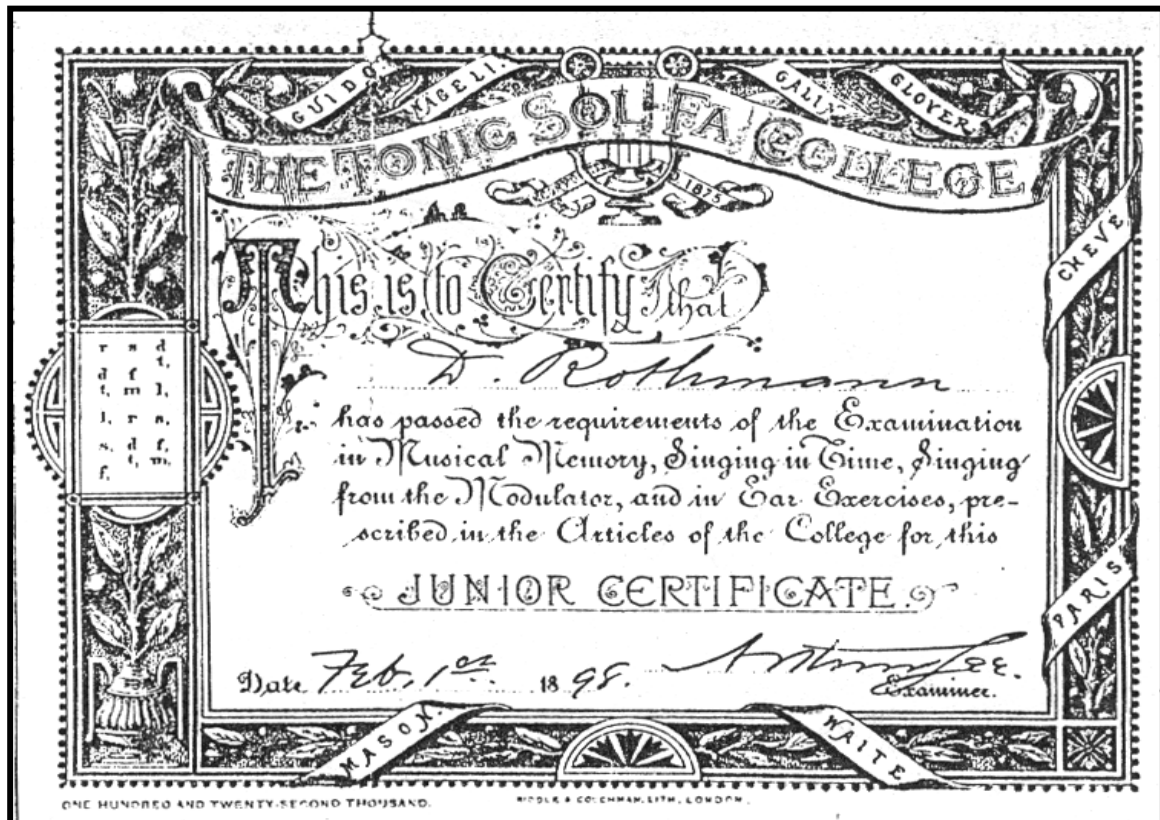 GUIDO.
NAGELI.
GALIN
GLOVER.
THE TONIC SOL FA COLLEGE
1875
CHEVE
PARIS
This is to Certify that
D. Rothmann
has passed the requirements of the Examination
in Musical Memory, Singing in Time, Singing
from the Modulator, and in Ear Exercises, pre-
scribed in the Articles of the College for this
JUNIOR CERTIFICATE.
Date Feb. 1st 1898. Arthur Lee.
Examiner.
r s d
t,
d f
t, m l,
l, r s,
s, d f,
t, m,
f,
MASON.
WAITE
ONE HUNDRED AND TWENTY-SECOND THOUSAND.
LITH, LONDON.